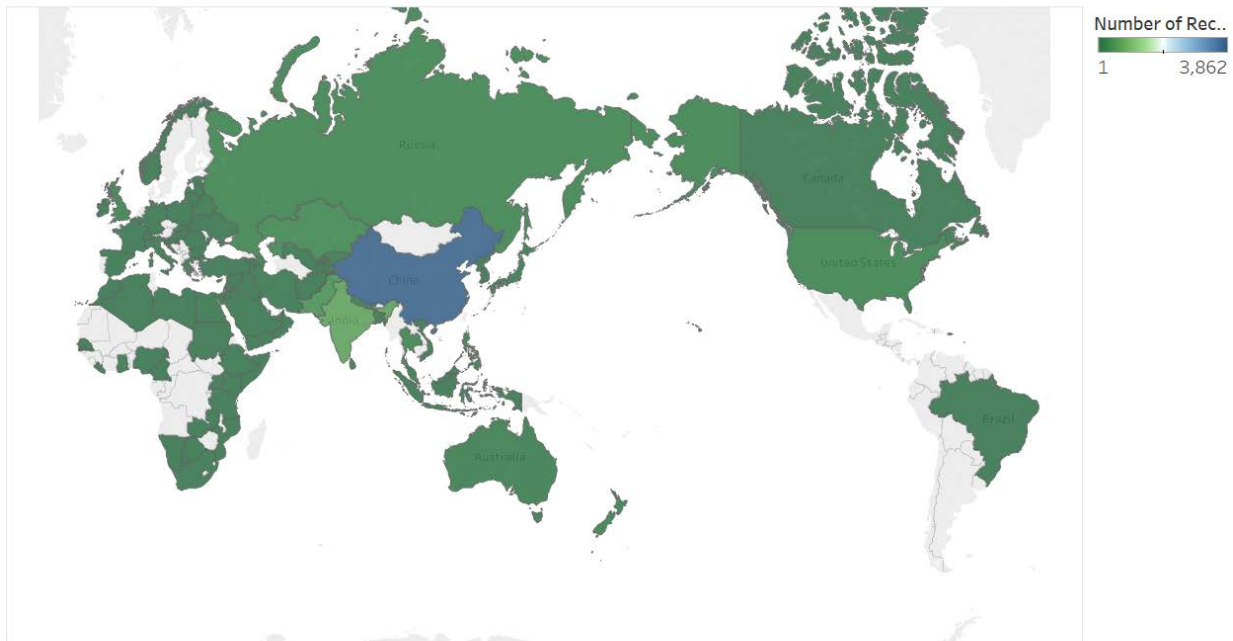 Number of Rec..
1 3,862
Russia
Canada
United States
China
India
Brazil
Australia